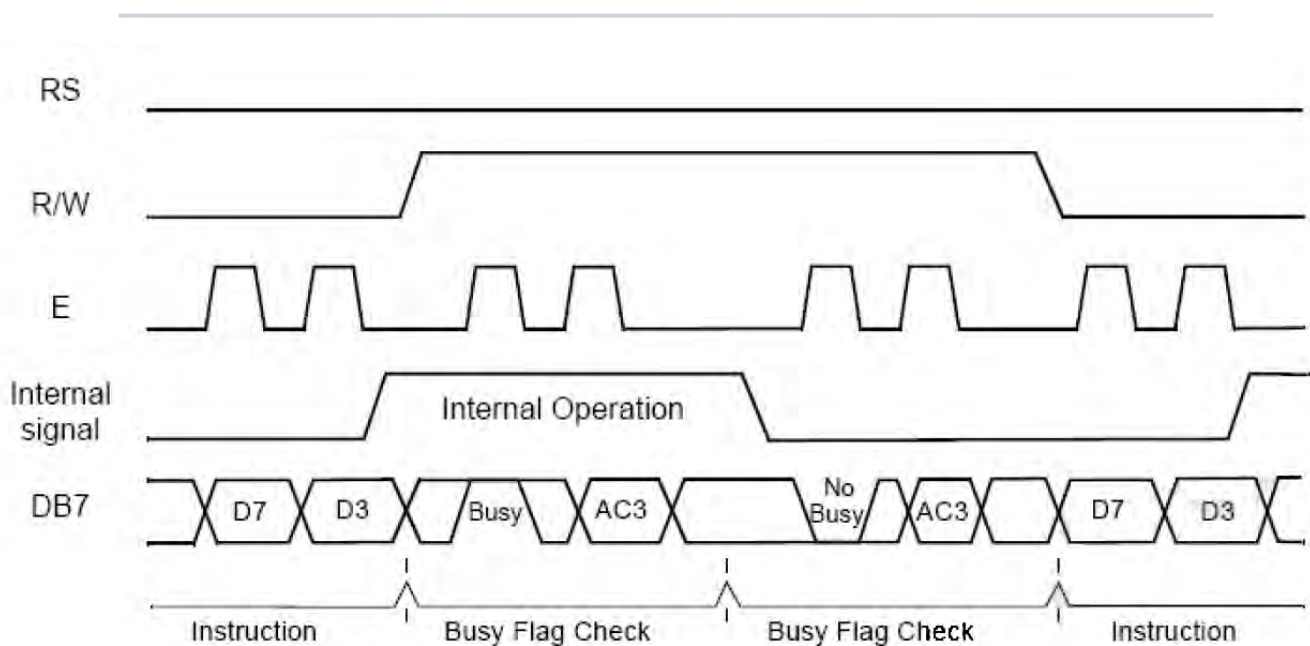 RS
R/W
E
Internal
signal
Internal Operation
DB7
D7
D3
Busy
AC3
No
Busy
AC3
D7
D3
Instruction
Busy Flag Check
Busy Flag Check
Instruction